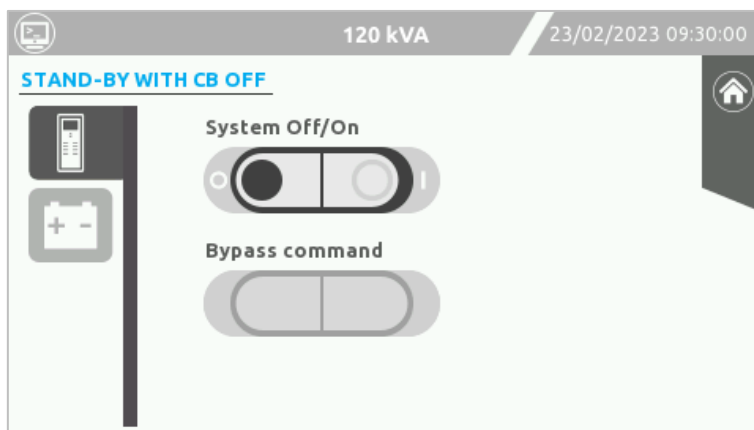 120 kVA
23/02/2023 09:30:00
STAND-BY WITH CB OFF
System Off/On
Bypass command